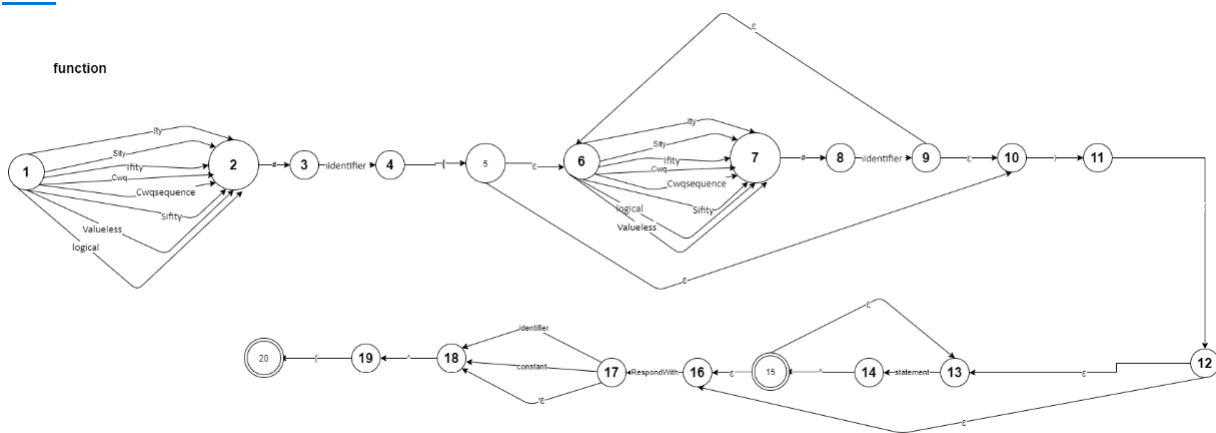 function
Ity
Sity
ifity
Cwq
Cwqsequence
Sifity
Valueless
logical
1
2
#
3
iIdentifier
4
(
5
ε
6
Ity
Sity
ifity
Cwq
Cwqsequence
logical
Sifity
Valueless
7
#
8
iIdentifier
9
ε
ε
10
)
11
ε
12
ε
ε
13
statement
14
^
15
ε
ε
16
RespondWith
17
identifier
constant
ε
18
^
19
20